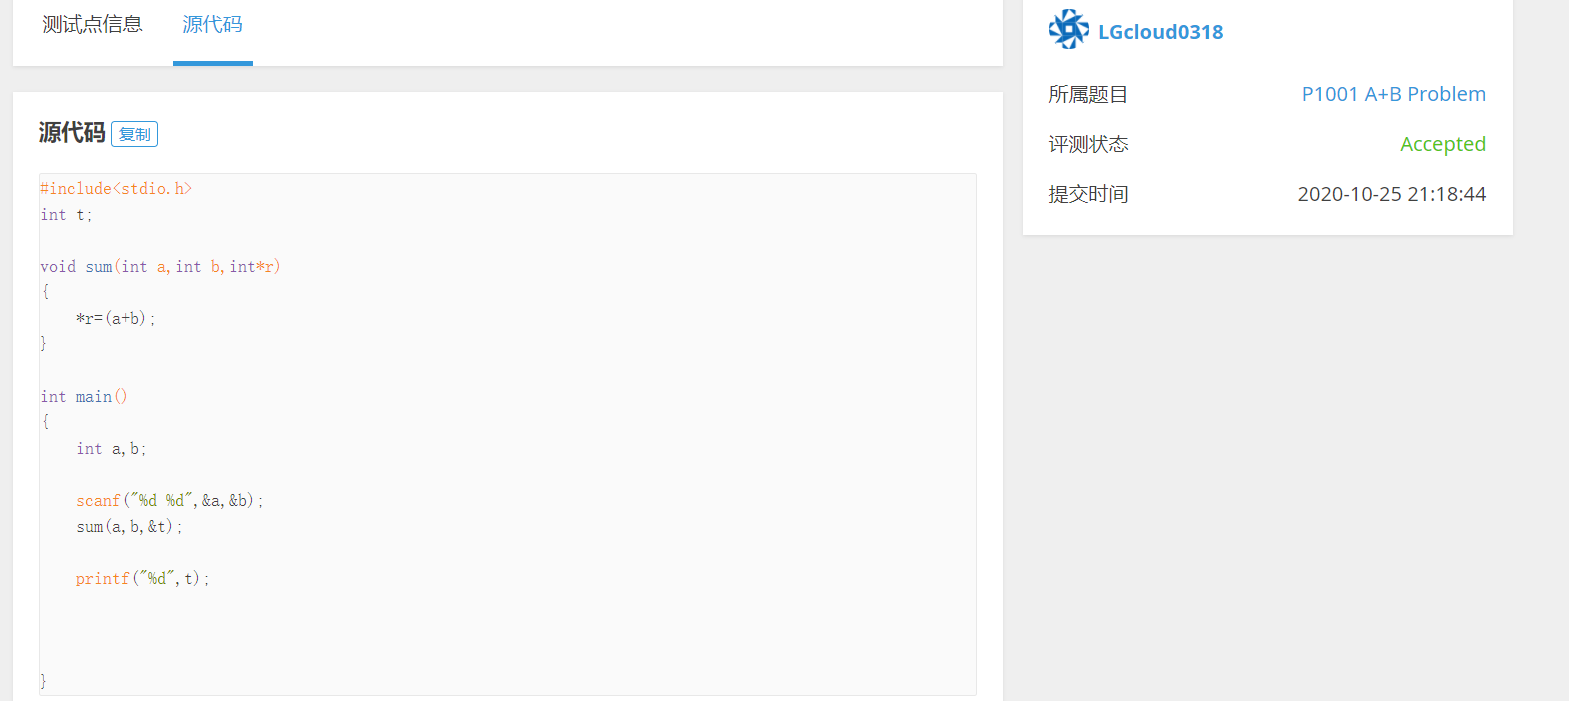 测试点信息 源代码
源代码 复制
#include<stdio.h>
int t;
void sum(int a,int b,int*r)
{
*r=(a+b);
}
int main()
{
int a,b;
scanf("%d %d",&a,&b);
sum(a,b,&t);
printf("%d",t);
}
LGcloud0318
所属题目 P1001 A+B Problem
评测状态 Accepted
提交时间 2020-10-25 21:18:44